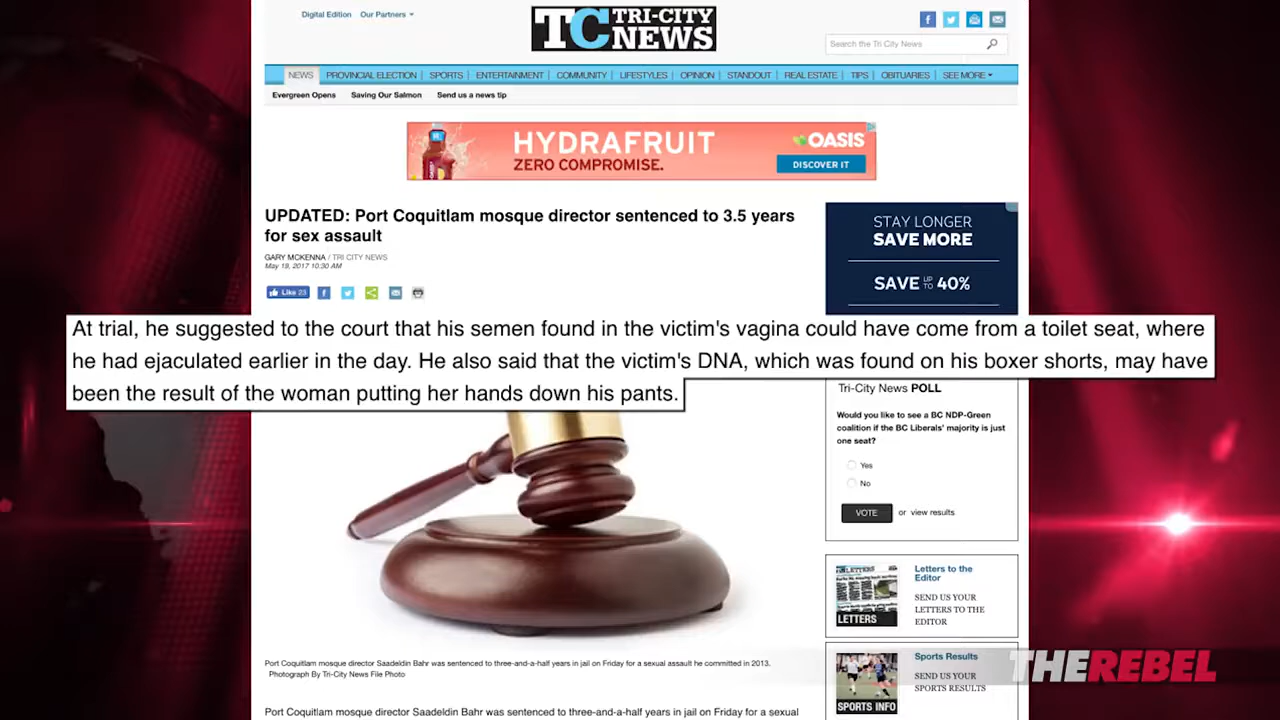 Digital Edition Our Partners
TC TRI-CITY NEWS
Search the Tri City News
NEWS PROVINCIAL ELECTION | SPORTS | ENTERTAINMENT | COMMUNITY | LIFESTYLES | OPINION | STANDOUT | REAL ESTATE | TIPS | OBITUARIES | SEE MORE
Evergreen Opens Saving Our Salmon Send us a news tip
HYDRAFRUIT
ZERO COMPROMISE.
OASIS
DISCOVER IT
UPDATED: Port Coquitlam mosque director sentenced to 3.5 years
for sex assault
GARY MCKENNA / TRI CITY NEWS
May 19, 2017 10:30 AM
Like 23
STAY LONGER
SAVE MORE
SAVE UP TO 40%
At trial, he suggested to the court that his semen found in the victim's vagina could have come from a toilet seat, where
he had ejaculated earlier in the day. He also said that the victim's DNA, which was found on his boxer shorts, may have
been the result of the woman putting her hands down his pants.
Tri-City News POLL
Would you like to see a BC NDP-Green
coalition if the BC Liberals' majority is just
one seat?
Yes
No
VOTE or view results
LETTERS
LETTERS
Letters to the
Editor
SEND US YOUR
LETTERS TO THE
EDITOR
SPORTS INFO
Sports Results
SEND US YOUR
SPORTS RESULTS
Port Coquitlam mosque director Saadeldin Bahr was sentenced to three-and-a-half years in jail on Friday for a sexual assault he committed in 2013.
Photograph By Tri-City News File Photo
Port Coquitlam mosque director Saadeldin Bahr was sentenced to three-and-a-half years in jail on Friday for a sexual
THE REBEL